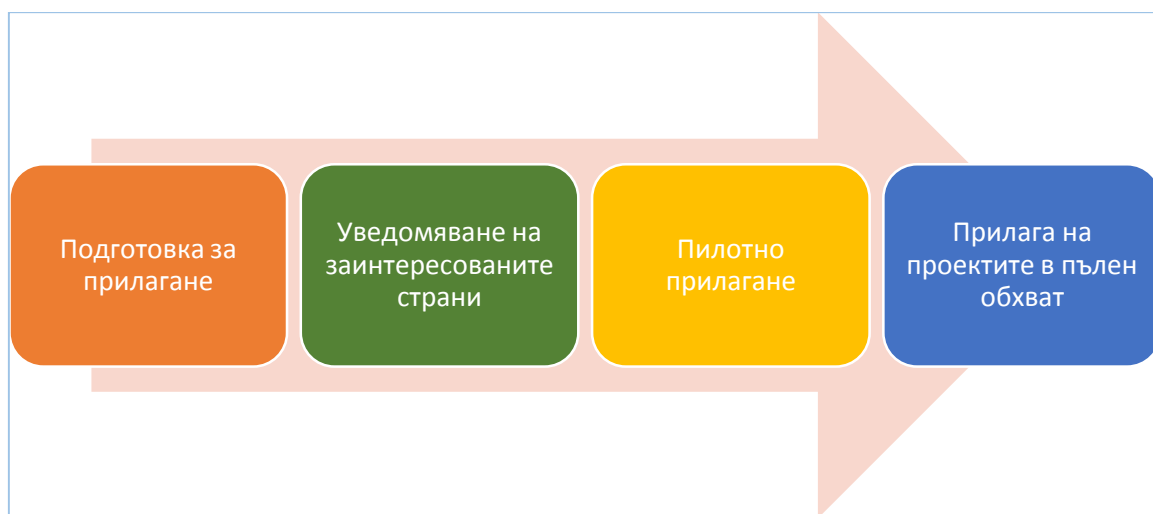 Подготовка за
прилагане
Уведомяване на
заинтересованите
страни
Пилотно
прилагане
Прилага на
проектите в пълен
обхват